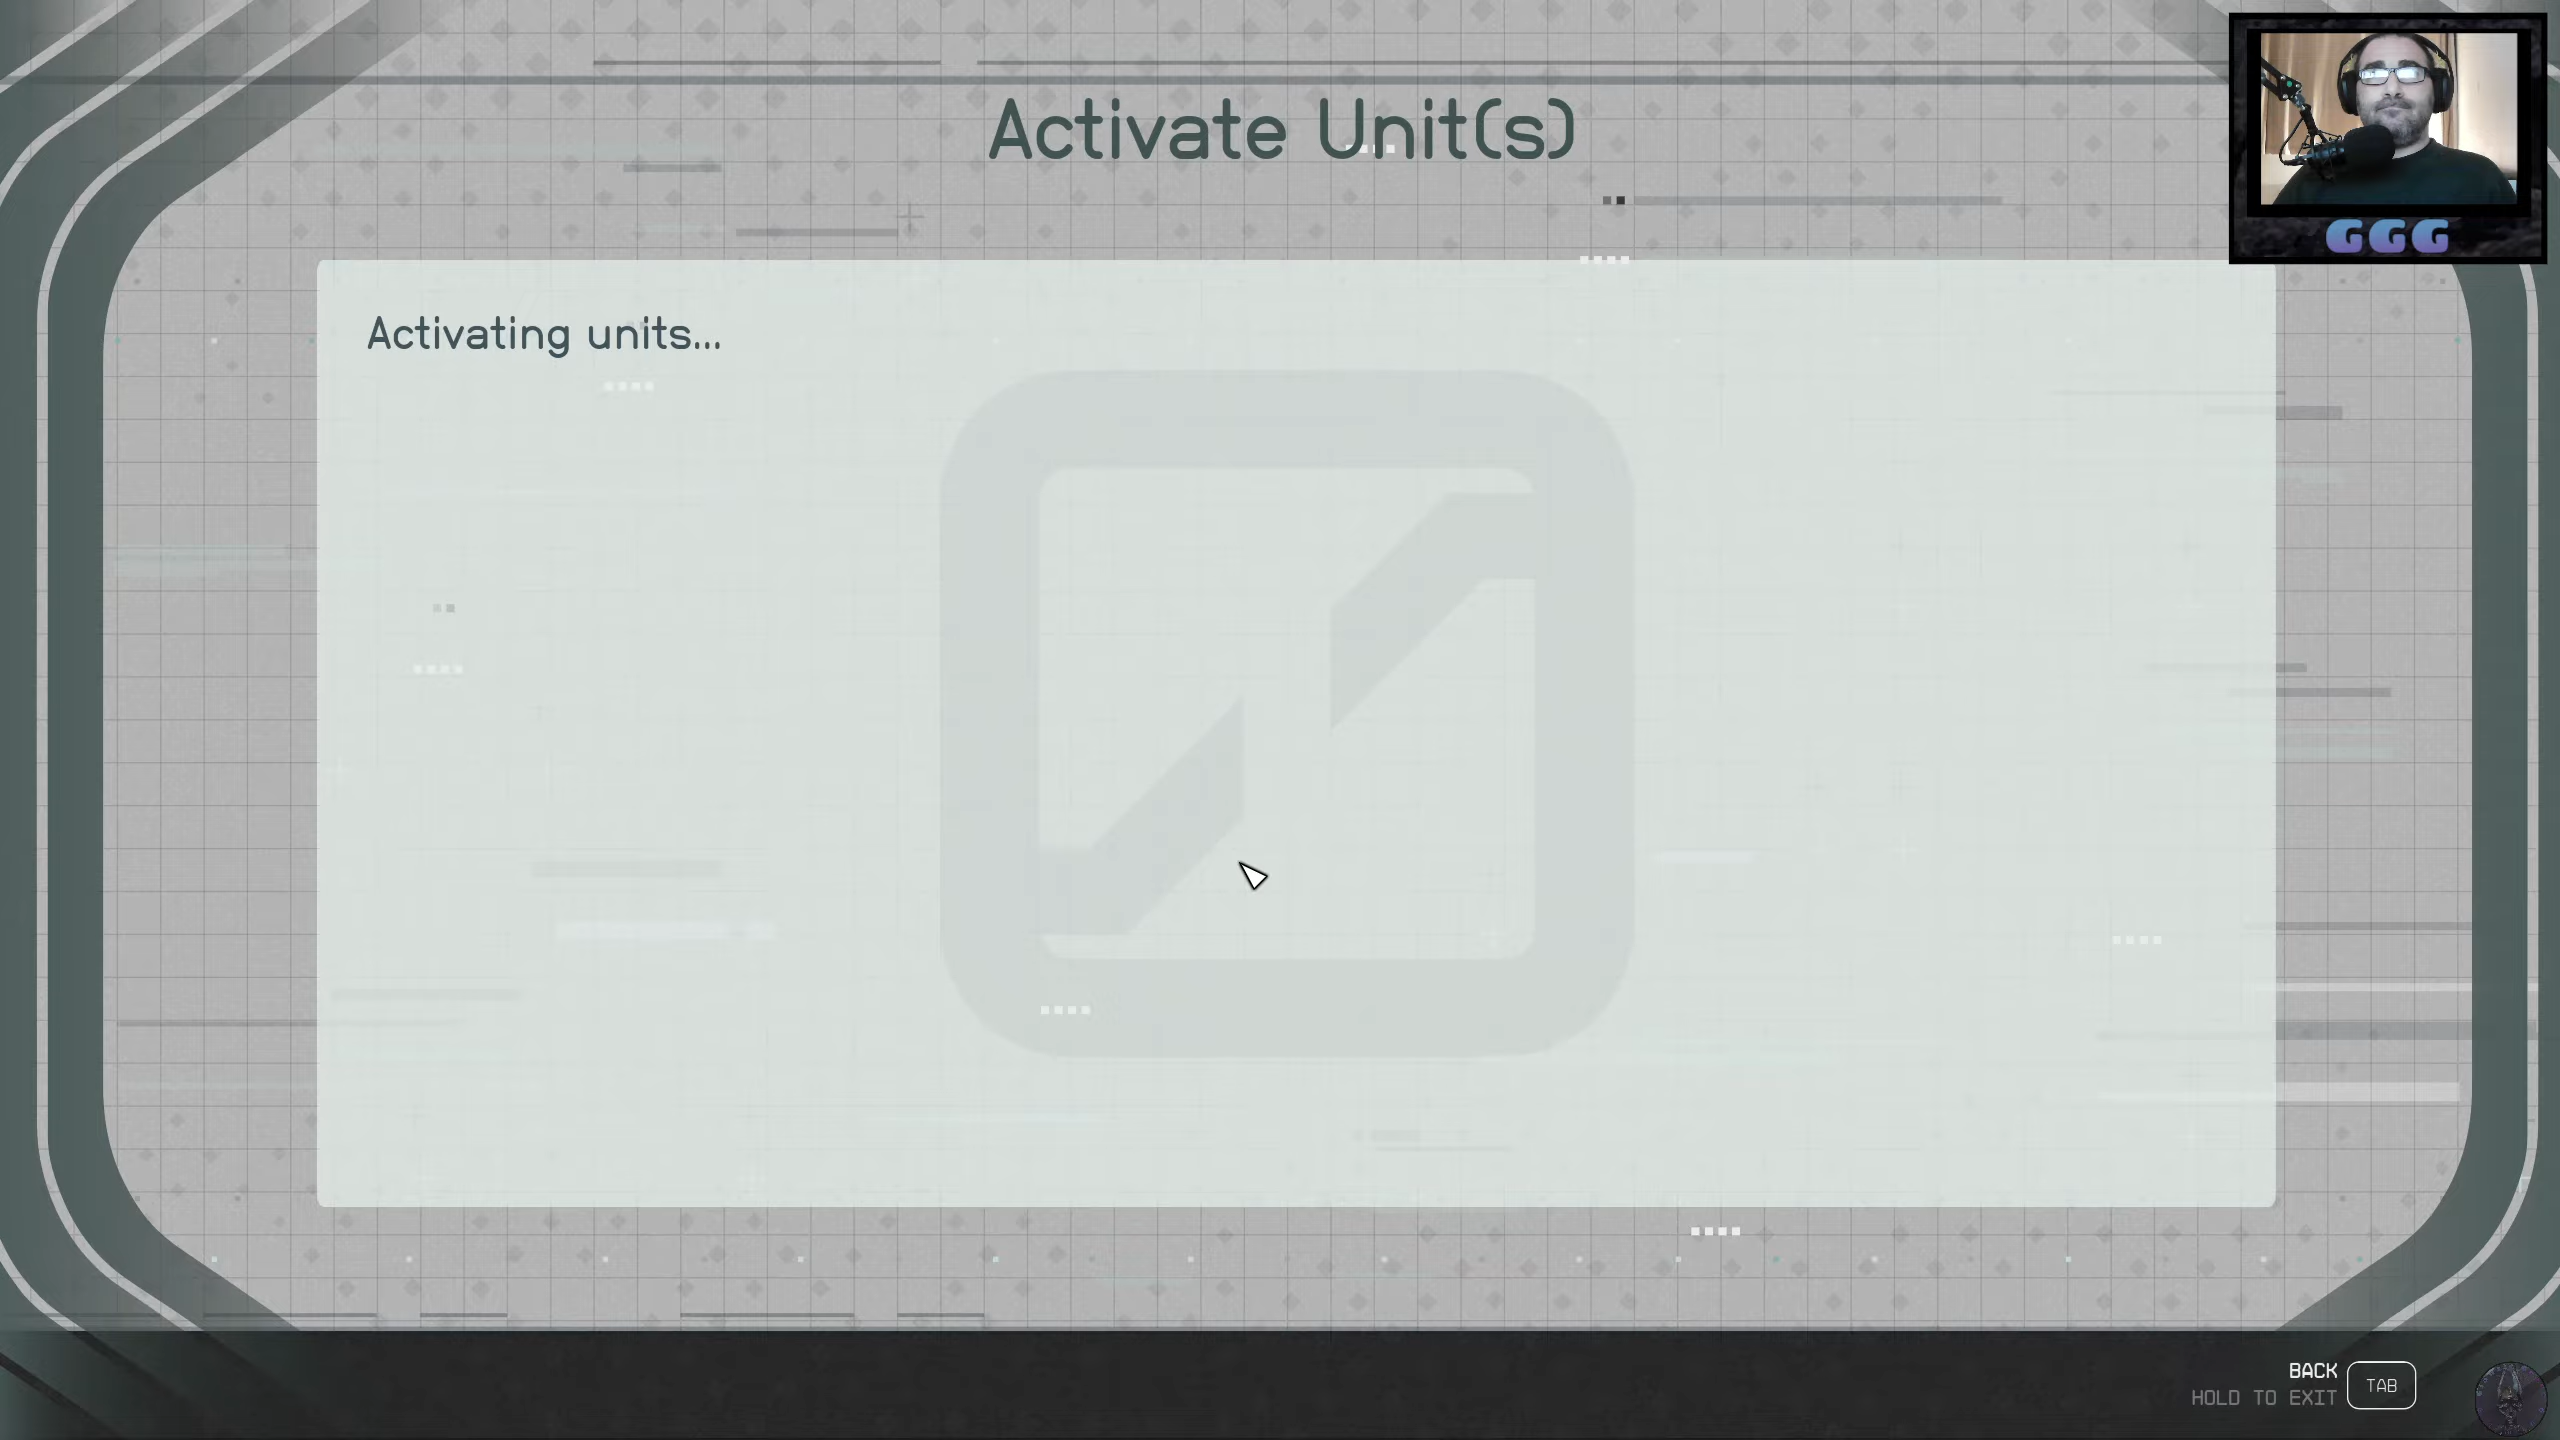 Activate Unit(s)
GGG
Activating units...
BACK
HOLD TO EXIT
TAB